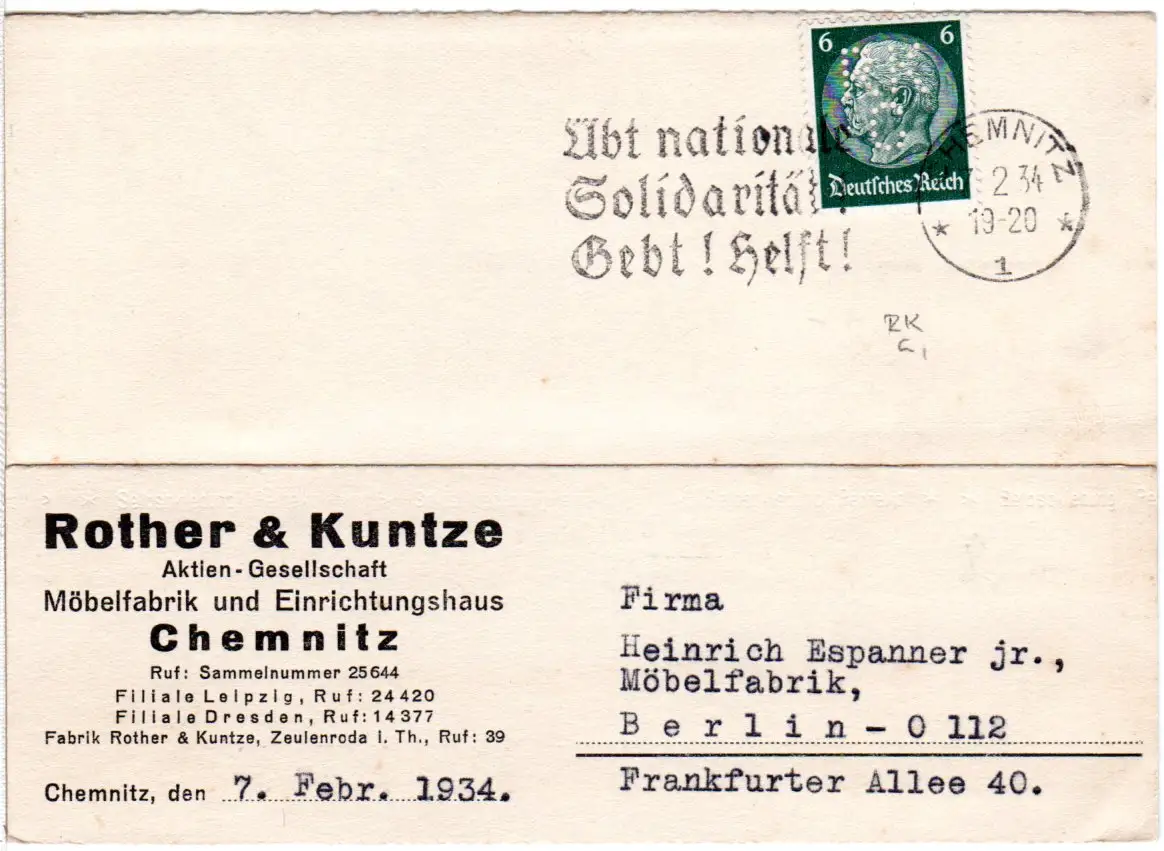 6 6
Deutsches Reich
Übt nationale
Solidarität!
Gebt! Helft!
CHEMNITZ
2 34
19-20
1
RK
Rother & Kuntze
Aktien-Gesellschaft
Möbelfabrik und Einrichtungshaus
Chemnitz
Ruf: Sammelnummer 25644
Filiale Leipzig, Ruf: 24420
Filiale Dresden, Ruf: 14377
Fabrik Rother & Kuntze, Zeulenroda i. Th., Ruf: 39
Chemnitz, den 7. Febr. 1934.
Firma
Heinrich Espanner jr.,
Möbelfabrik,
Berlin - O 112
Frankfurter Allee 40.